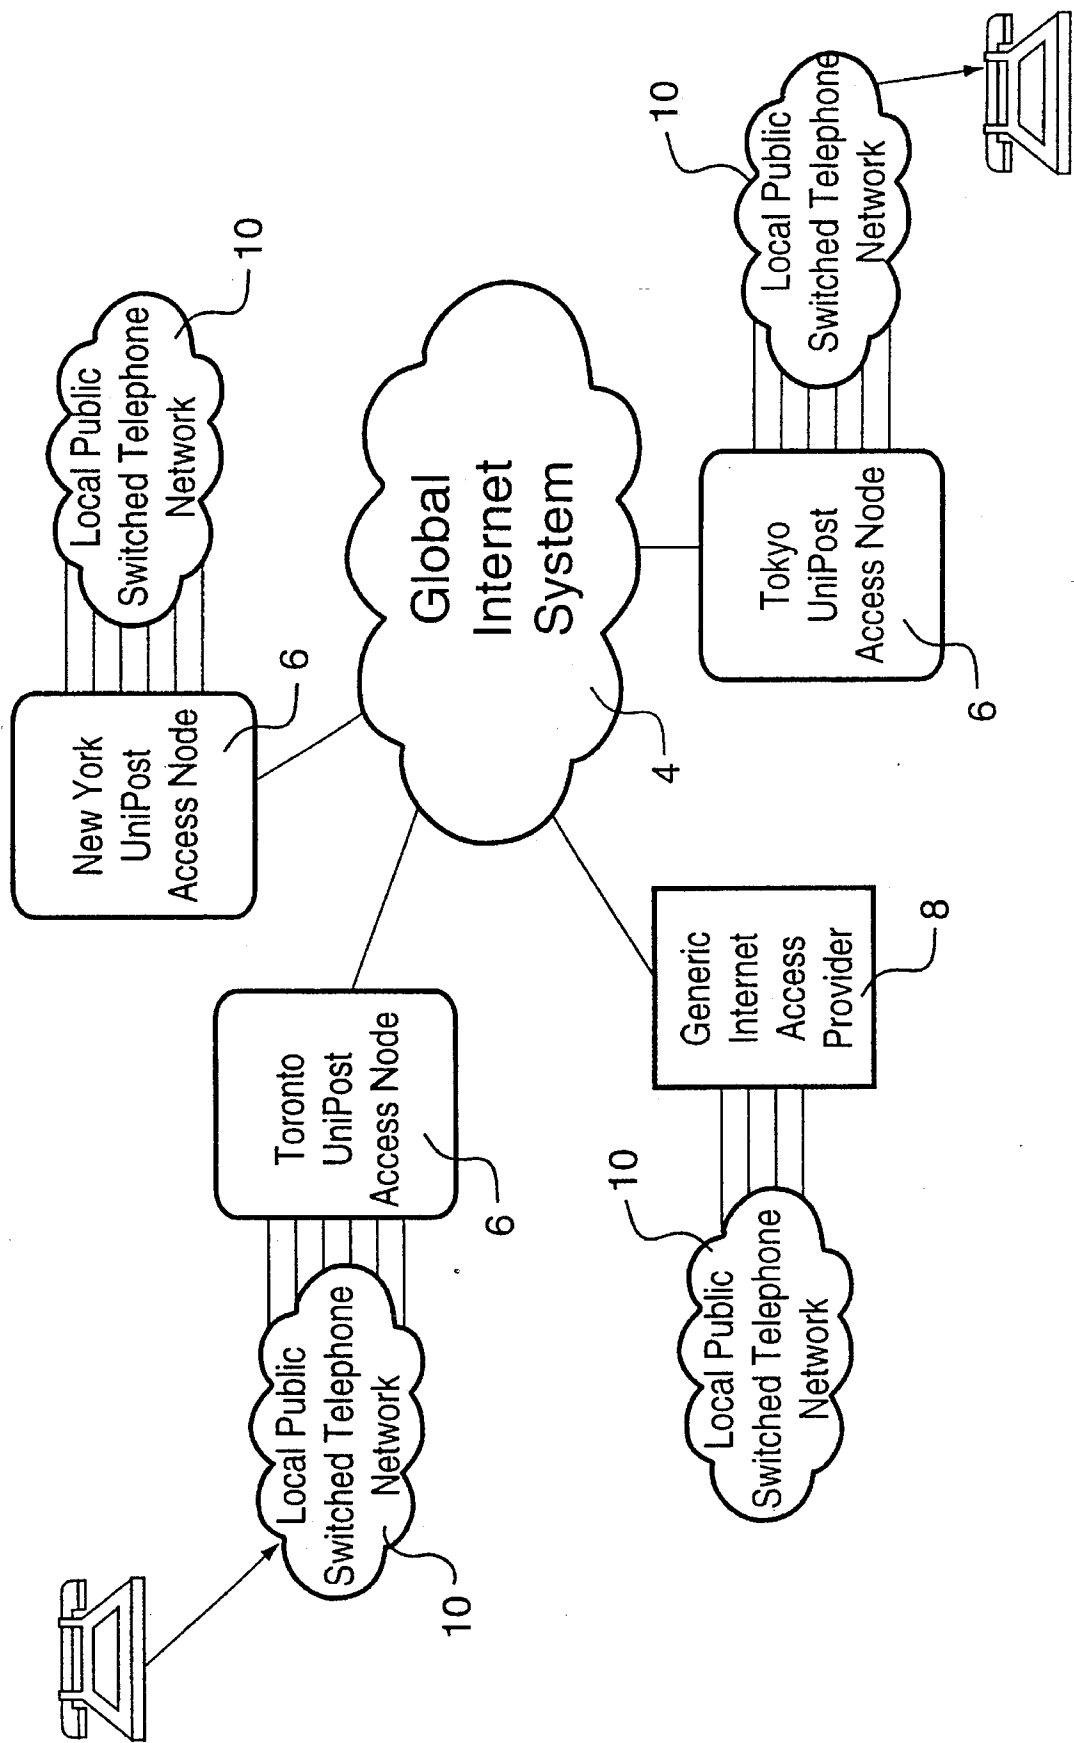 New York
UniPost
Access Node
6
Local Public
Switched Telephone
Network
10
Toronto
UniPost
Access Node
6
Local Public
Switched Telephone
Network
10
Global
Internet
System
4
Generic
Internet
Access
Provider
8
Local Public
Switched Telephone
Network
10
Tokyo
UniPost
Access Node
6
Local Public
Switched Telephone
Network
10